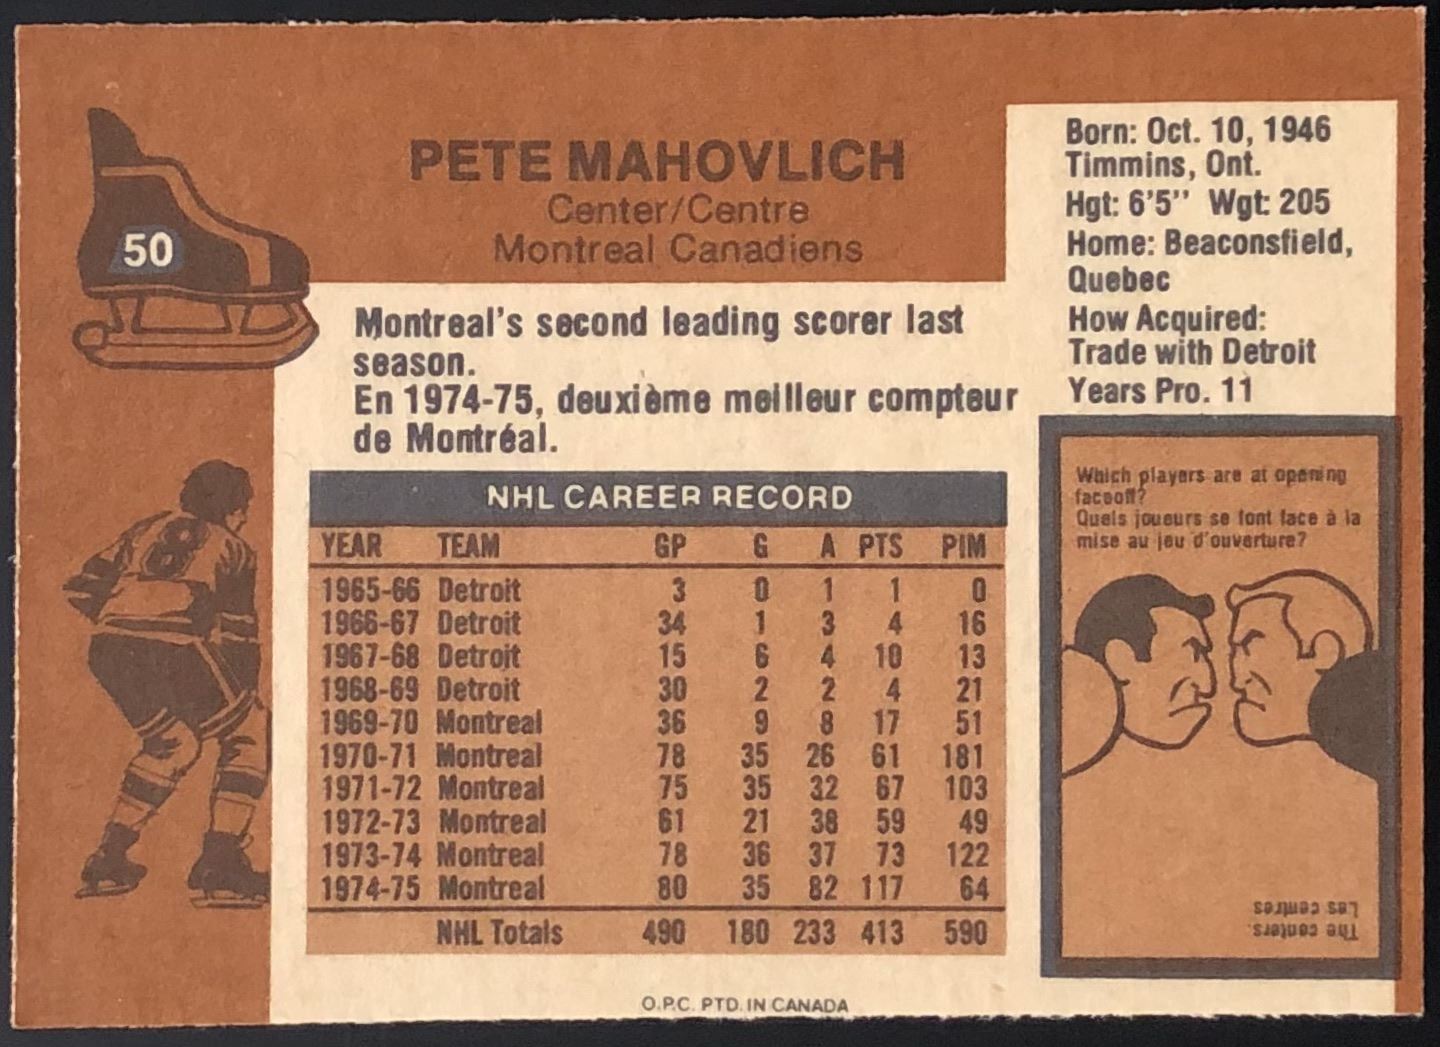 50
PETE MAHOVLICH
Center/Centre
Montreal Canadiens
Born: Oct. 10, 1946
Timmins, Ont.
Hgt: 6'5" Wgt: 205
Home: Beaconsfield,
Quebec
How Acquired:
Trade with Detroit
Years Pro. 11
Montreal's second leading scorer last
season.
En 1974-75, deuxième meilleur compteur
de Montréal.
NHL CAREER RECORD
YEAR TEAM GP G A PTS PIM
1965-66 Detroit 3 0 1 1 0
1966-67 Detroit 34 1 3 4 16
1967-68 Detroit 15 6 4 10 13
1968-69 Detroit 30 2 2 4 21
1969-70 Montreal 36 9 8 17 51
1970-71 Montreal 78 35 26 61 181
1971-72 Montreal 75 35 32 67 103
1972-73 Montreal 61 21 38 59 49
1973-74 Montreal 78 36 37 73 122
1974-75 Montreal 80 35 82 117 64
NHL Totals 490 180 233 413 590
Which players are at opening
faceoff?
Quels joueurs se font face à la
mise au jeu d'ouverture?
The centers.
Les centres
8
O.P.C. PTD. IN CANADA